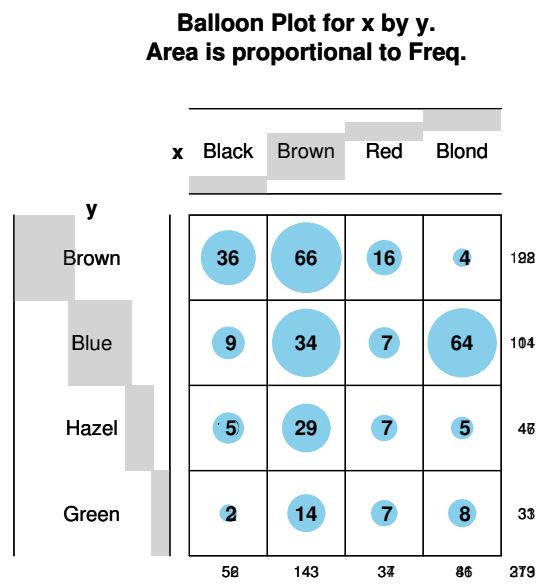 Balloon Plot for x by y.
Area is proportional to Freq.
x Black Brown Red Blond
y
Brown 36 66 16 4
Blue 9 34 7 64
Hazel 5 29 7 5
Green 2 14 7 8
143